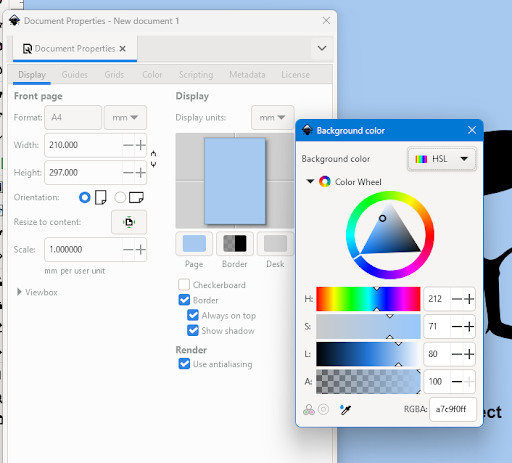 Document Properties - New document 1
Document Properties
Display Guides Grids Color Scripting Metadata License
Front page
Format: A4 mm
Width: 210.000
Height: 297.000
Orientation:
Resize to content:
Scale: 1.000000
mm per user unit
Viewbox
Display
Display units: mm
Page Border Desk
Checkerboard
Border
Always on top
Show shadow
Render
Use antialiasing
Background color
Background color HSL
Color Wheel
H: 212
S: 71
L: 80
A: 100
RGBA: a7c9f0ff
ect